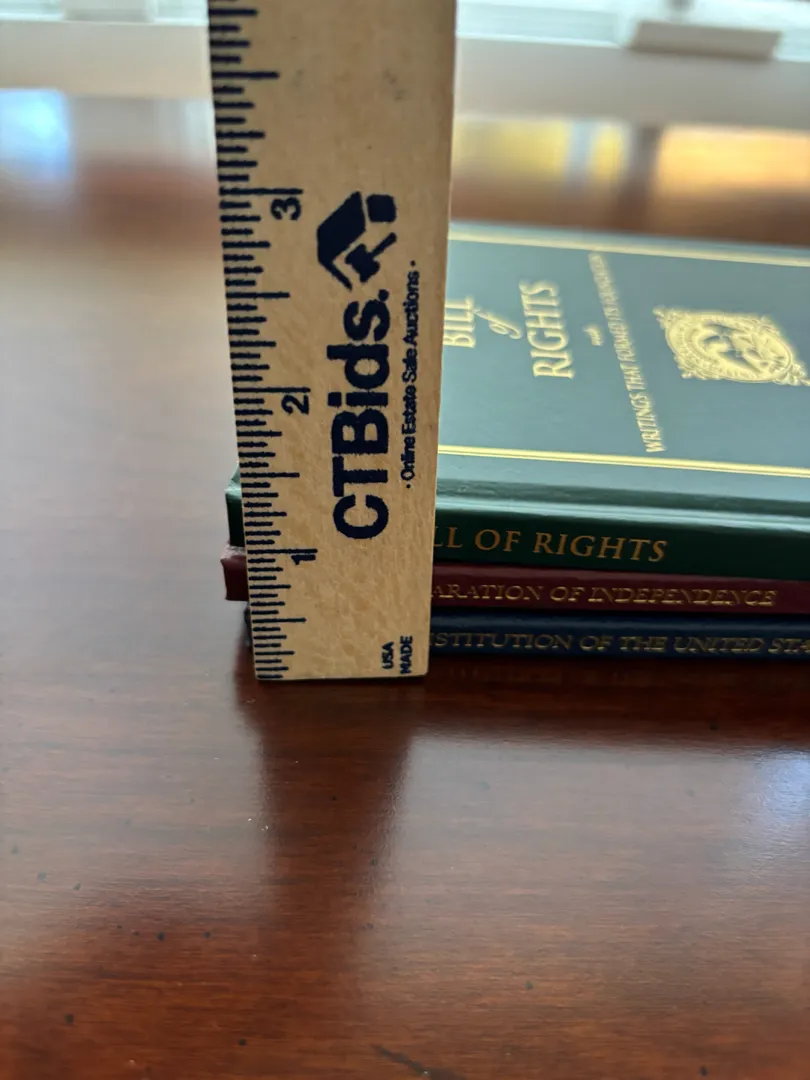 3
2
1
CTBids.
· Online Estate Sale Auctions ·
USA
MADE
BILL
of
RIGHTS
with
WRITINGS THAT FORMED ITS FOUNDATION
LL OF RIGHTS
ARATION OF INDEPENDENCE
STITUTION OF THE UNITED STA